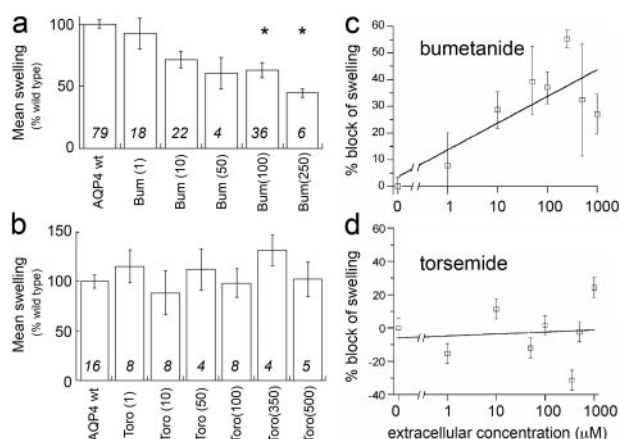 a
Mean swelling
(% wild type)
100
50
* *
79 18 22 4 36 6
AQP4 wt
Bum (1)
Bum (10)
Bum (50)
Bum(100)
Bum(250)
b
Mean swelling
(% wild type)
150
100
50
0
16 8 8 4 8 4 5
AQP4 wt
Toro (1)
Toro (10)
Toro (50)
Toro(100)
Toro(350)
Toro(500)
c
bumetanide
% block of swelling
60
50
40
30
20
10
0
0 1 10 100 1000
d
torsemide
% block of swelling
60
40
20
0
-20
-40
0 1 10 100 1000
extracellular concentration (μM)